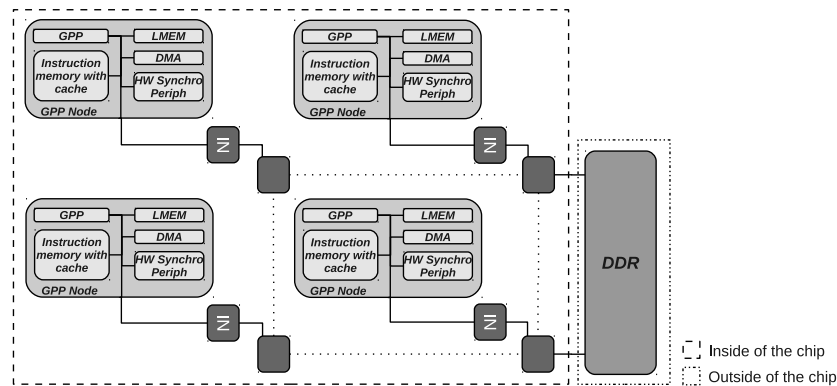 GPP
LMEM
Instruction
memory with
cache
DMA
HW Synchro
Periph
GPP Node
NI
GPP
LMEM
Instruction
memory with
cache
DMA
HW Synchro
Periph
GPP Node
NI
GPP
LMEM
Instruction
memory with
cache
DMA
HW Synchro
Periph
GPP Node
NI
GPP
LMEM
Instruction
memory with
cache
DMA
HW Synchro
Periph
GPP Node
NI
DDR
Inside of the chip
Outside of the chip